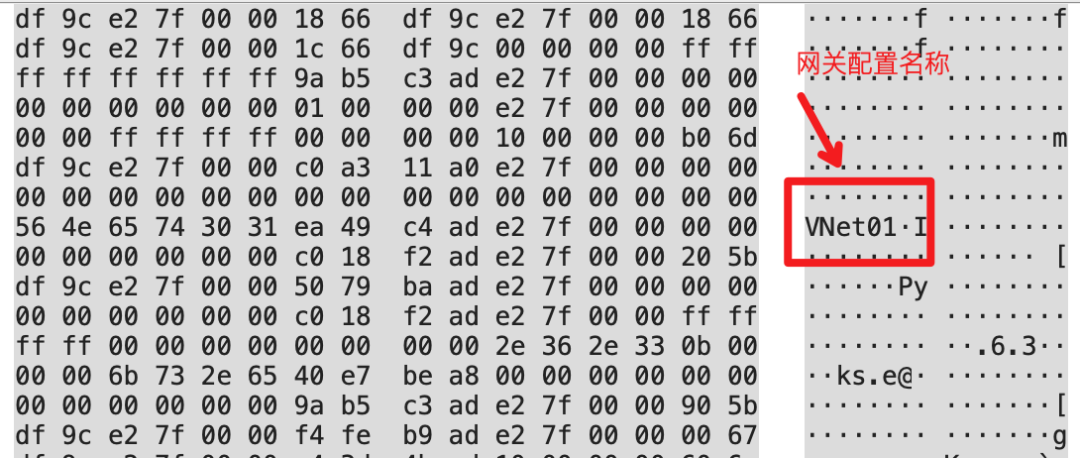 df 9c e2 7f 00 00 18 66 df 9c e2 7f 00 00 18 66 ·······f ·······f
df 9c e2 7f 00 00 1c 66 df 9c 00 00 00 00 ff ff ·······f ········
网关配置名称
ff ff ff ff ff ff 9a b5 c3 ad e2 7f 00 00 00 00 ········ ········
00 00 00 00 00 00 01 00 00 00 e2 7f 00 00 00 00 ········ ········
00 00 ff ff ff ff 00 00 00 00 10 00 00 00 b0 6d ········ ·······m
df 9c e2 7f 00 00 c0 a3 11 a0 e2 7f 00 00 00 00 ········ ········
00 00 00 00 00 00 00 00 00 00 00 00 00 00 00 00 ········ ········
56 4e 65 74 30 31 ea 49 c4 ad e2 7f 00 00 00 00 VNet01·I ········
00 00 00 00 00 00 c0 18 f2 ad e2 7f 00 00 20 5b ········ ······ [
df 9c e2 7f 00 00 50 79 ba ad e2 7f 00 00 00 00 ······Py ········
00 00 00 00 00 00 c0 18 f2 ad e2 7f 00 00 ff ff ········ ········
ff ff 00 00 00 00 00 00 00 00 2e 36 2e 33 0b 00 ········ ··.6.3··
00 00 6b 73 2e 65 40 e7 be a8 00 00 00 00 00 00 ··ks.e@· ········
00 00 00 00 00 00 9a b5 c3 ad e2 7f 00 00 90 5b ········ ·······[
df 9c e2 7f 00 00 f4 fe b9 ad e2 7f 00 00 00 67 ········ ·······g